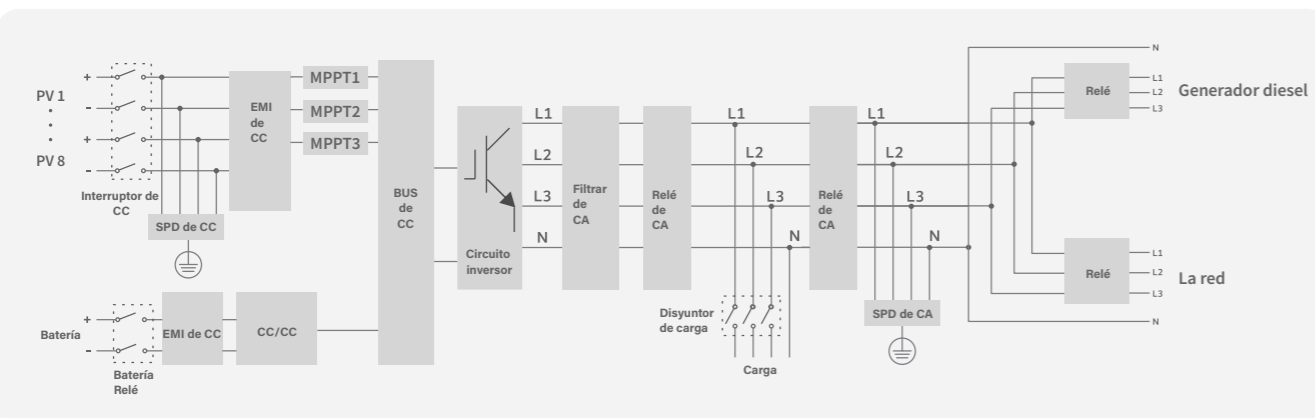 PV 1
+
-
+
-
PV 8
Interruptor de
CC
SPD de CC
EMI
de
CC
MPPT1
MPPT2
MPPT3
Batería
+
-
Batería
Relé
EMI de CC
CC/CC
BUS
de
CC
Circuito
inversor
L1
L2
L3
N
Filtrar
de
CA
Relé
de
CA
L1
L2
L3
N
Disyuntor
de carga
Carga
Relé
de
CA
L1
L2
L3
N
SPD de CA
N
Relé
L1
L2
L3
Generador diesel
Relé
L1
L2
L3
La red
N